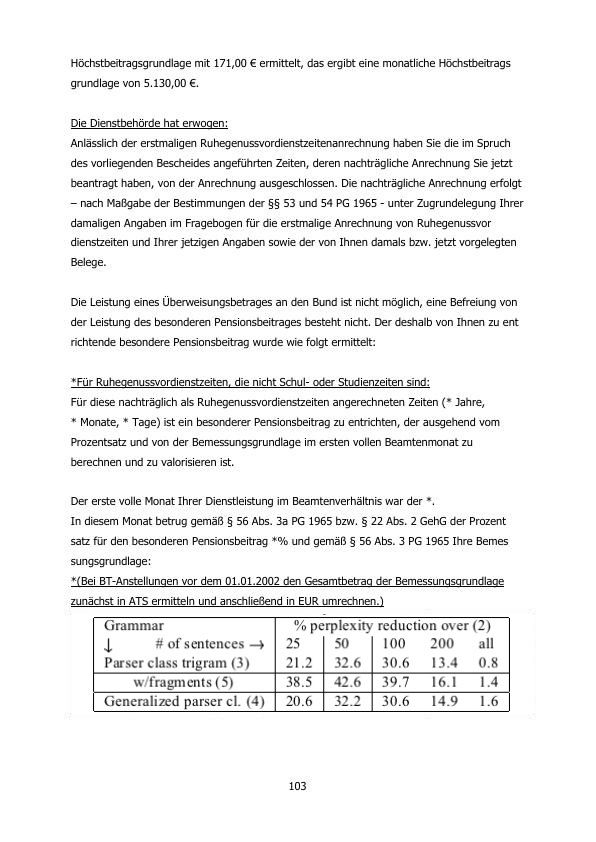 Höchstbeitragsgrundlage mit 171,00 € ermittelt, das ergibt eine monatliche Höchstbeitrags
grundlage von 5.130,00 €.
Die Dienstbehörde hat erwogen:
Anlässlich der erstmaligen Ruhegenussvordienstzeitenanrechnung haben Sie die im Spruch
des vorliegenden Bescheides angeführten Zeiten, deren nachträgliche Anrechnung Sie jetzt
beantragt haben, von der Anrechnung ausgeschlossen. Die nachträgliche Anrechnung erfolgt
– nach Maßgabe der Bestimmungen der §§ 53 und 54 PG 1965 - unter Zugrundelegung Ihrer
damaligen Angaben im Fragebogen für die erstmalige Anrechnung von Ruhegenussvor
dienstzeiten und Ihrer jetzigen Angaben sowie der von Ihnen damals bzw. jetzt vorgelegten
Belege.
Die Leistung eines Überweisungsbetrages an den Bund ist nicht möglich, eine Befreiung von
der Leistung des besonderen Pensionsbeitrages besteht nicht. Der deshalb von Ihnen zu ent
richtende besondere Pensionsbeitrag wurde wie folgt ermittelt:
*Für Ruhegenussvordienstzeiten, die nicht Schul- oder Studienzeiten sind:
Für diese nachträglich als Ruhegenussvordienstzeiten angerechneten Zeiten (* Jahre,
* Monate, * Tage) ist ein besonderer Pensionsbeitrag zu entrichten, der ausgehend vom
Prozentsatz und von der Bemessungsgrundlage im ersten vollen Beamtenmonat zu
berechnen und zu valorisieren ist.
Der erste volle Monat Ihrer Dienstleistung im Beamtenverhältnis war der *.
In diesem Monat betrug gemäß § 56 Abs. 3a PG 1965 bzw. § 22 Abs. 2 GehG der Prozent
satz für den besonderen Pensionsbeitrag *% und gemäß § 56 Abs. 3 PG 1965 Ihre Bemes
sungsgrundlage:
*(Bei BT-Anstellungen vor dem 01.01.2002 den Gesamtbetrag der Bemessungsgrundlage
zunächst in ATS ermitteln und anschließend in EUR umrechnen.)
Grammar % perplexity reduction over (2)
↓ # of sentences → 25 50 100 200 all
Parser class trigram (3) 21.2 32.6 30.6 13.4 0.8
w/fragments (5) 38.5 42.6 39.7 16.1 1.4
Generalized parser cl. (4) 20.6 32.2 30.6 14.9 1.6
103